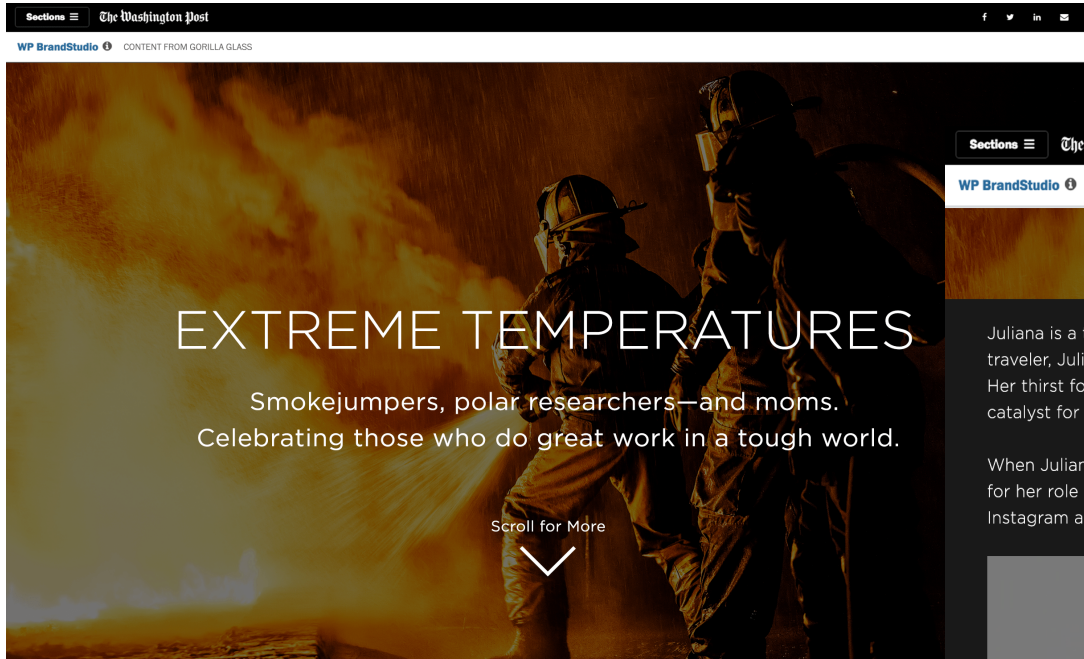 Sections
The Washington Post
WP BrandStudio
CONTENT FROM GORILLA GLASS
EXTREME TEMPERATURES
Smokejumpers, polar researchers—and moms.
Celebrating those who do great work in a tough world.
Scroll for More
Sections
The
WP BrandStudio
Juliana is a
traveler, Juli
Her thirst fo
catalyst for
When Julian
for her role
Instagram a